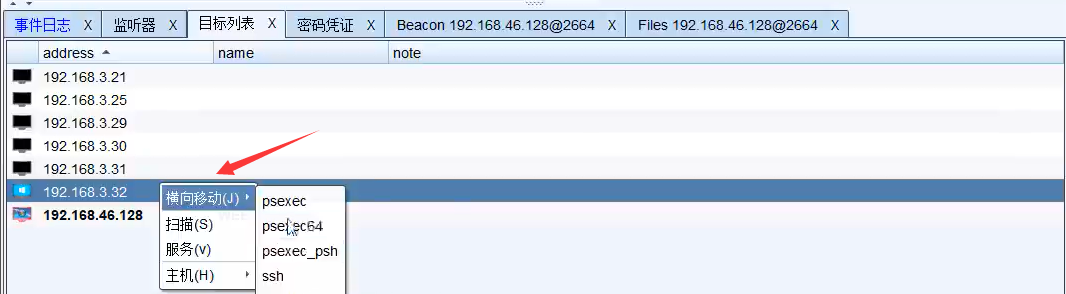 事件日志 X 监听器 X 目标列表 X 密码凭证 X Beacon 192.168.46.128@2664 X Files 192.168.46.128@2664 X
address name note
192.168.3.21
192.168.3.25
192.168.3.29
192.168.3.30
192.168.3.31
192.168.3.32
横向移动(J) psexec
192.168.46.128
扫描(S) psexec64
服务(v) psexec_psh
主机(H) ssh